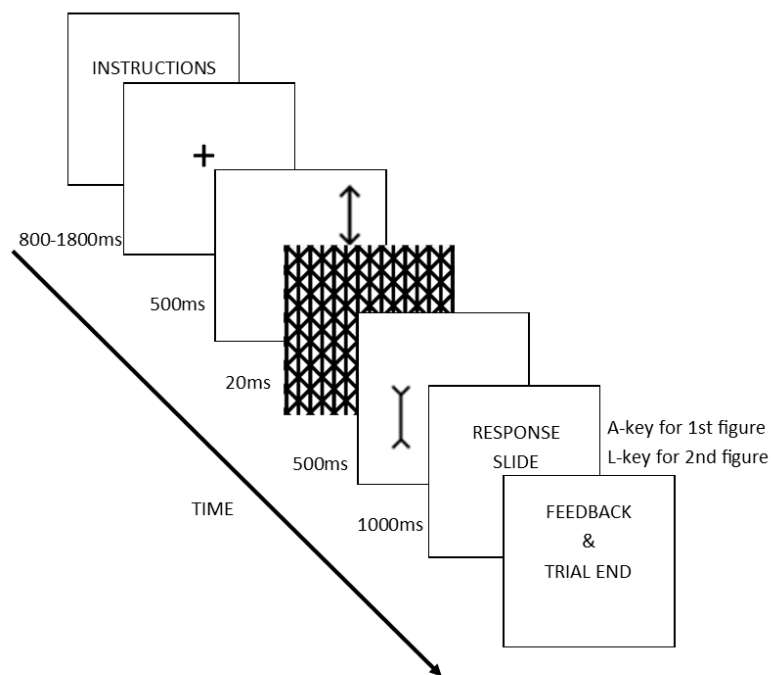 INSTRUCTIONS
800-1800ms
500ms
20ms
500ms
RESPONSE
SLIDE
A-key for 1st figure
L-key for 2nd figure
TIME
1000ms
FEEDBACK
&
TRIAL END